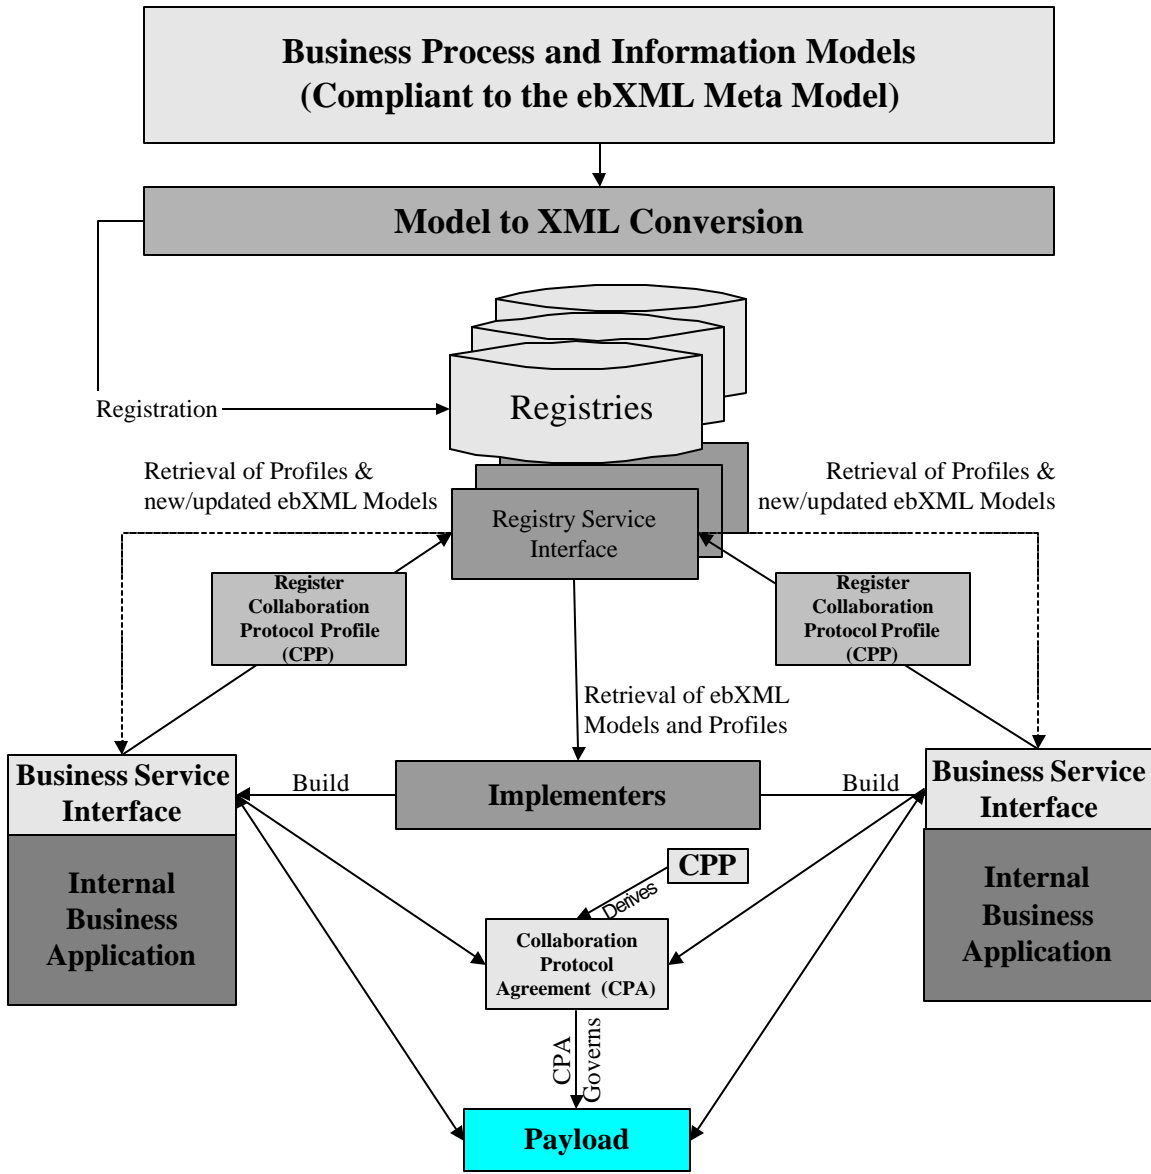 Business Process and Information Models
(Compliant to the ebXML Meta Model)
Model to XML Conversion
Registries
Registration
Retrieval of Profiles &
new/updated ebXML Models
Retrieval of Profiles &
new/updated ebXML Models
Registry Service
Interface
Register
Collaboration
Protocol Profile
(CPP)
Register
Collaboration
Protocol Profile
(CPP)
Retrieval of ebXML
Models and Profiles
Business Service
Interface
Build
Implementers
Build
Business Service
Interface
Internal
Business
Application
CPP
Derives
Internal
Business
Application
Collaboration
Protocol
Agreement (CPA)
CPA
Governs
Payload